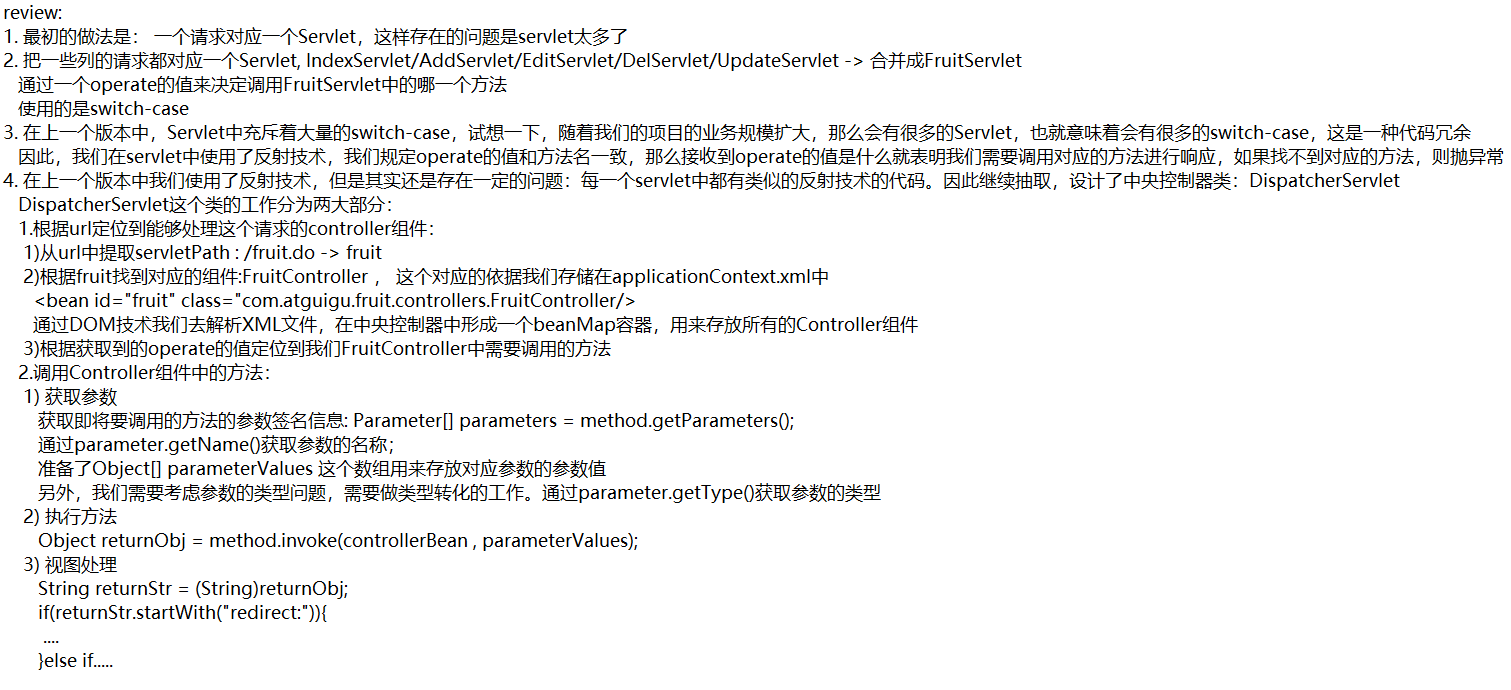 review:
1. 最初的做法是： 一个请求对应一个Servlet，这样存在的问题是servlet太多了
2. 把一些列的请求都对应一个Servlet, IndexServlet/AddServlet/EditServlet/DelServlet/UpdateServlet -> 合并成FruitServlet
通过一个operate的值来决定调用FruitServlet中的哪一个方法
使用的是switch-case
3. 在上一个版本中，Servlet中充斥着大量的switch-case，试想一下，随着我们的项目的业务规模扩大，那么会有很多的Servlet，也就意味着会有很多的switch-case，这是一种代码冗余
因此，我们在servlet中使用了反射技术，我们规定operate的值和方法名一致，那么接收到operate的值是什么就表明我们需要调用对应的方法进行响应，如果找不到对应的方法，则抛异常
4. 在上一个版本中我们使用了反射技术，但是其实还是存在一定的问题：每一个servlet中都有类似的反射技术的代码。因此继续抽取，设计了中央控制器类：DispatcherServlet
DispatcherServlet这个类的工作分为两大部分：
1.根据url定位到能够处理这个请求的controller组件：
1)从url中提取servletPath : /fruit.do -> fruit
2)根据fruit找到对应的组件:FruitController ， 这个对应的依据我们存储在applicationContext.xml中
<bean id="fruit" class="com.atguigu.fruit.controllers.FruitController/>
通过DOM技术我们去解析XML文件，在中央控制器中形成一个beanMap容器，用来存放所有的Controller组件
3)根据获取到的operate的值定位到我们FruitController中需要调用的方法
2.调用Controller组件中的方法：
1) 获取参数
获取即将要调用的方法的参数签名信息: Parameter[] parameters = method.getParameters();
通过parameter.getName()获取参数的名称；
准备了Object[] parameterValues 这个数组用来存放对应参数的参数值
另外，我们需要考虑参数的类型问题，需要做类型转化的工作。通过parameter.getType()获取参数的类型
2) 执行方法
Object returnObj = method.invoke(controllerBean , parameterValues);
3) 视图处理
String returnStr = (String)returnObj;
if(returnStr.startWith("redirect:")){
....
}else if.....